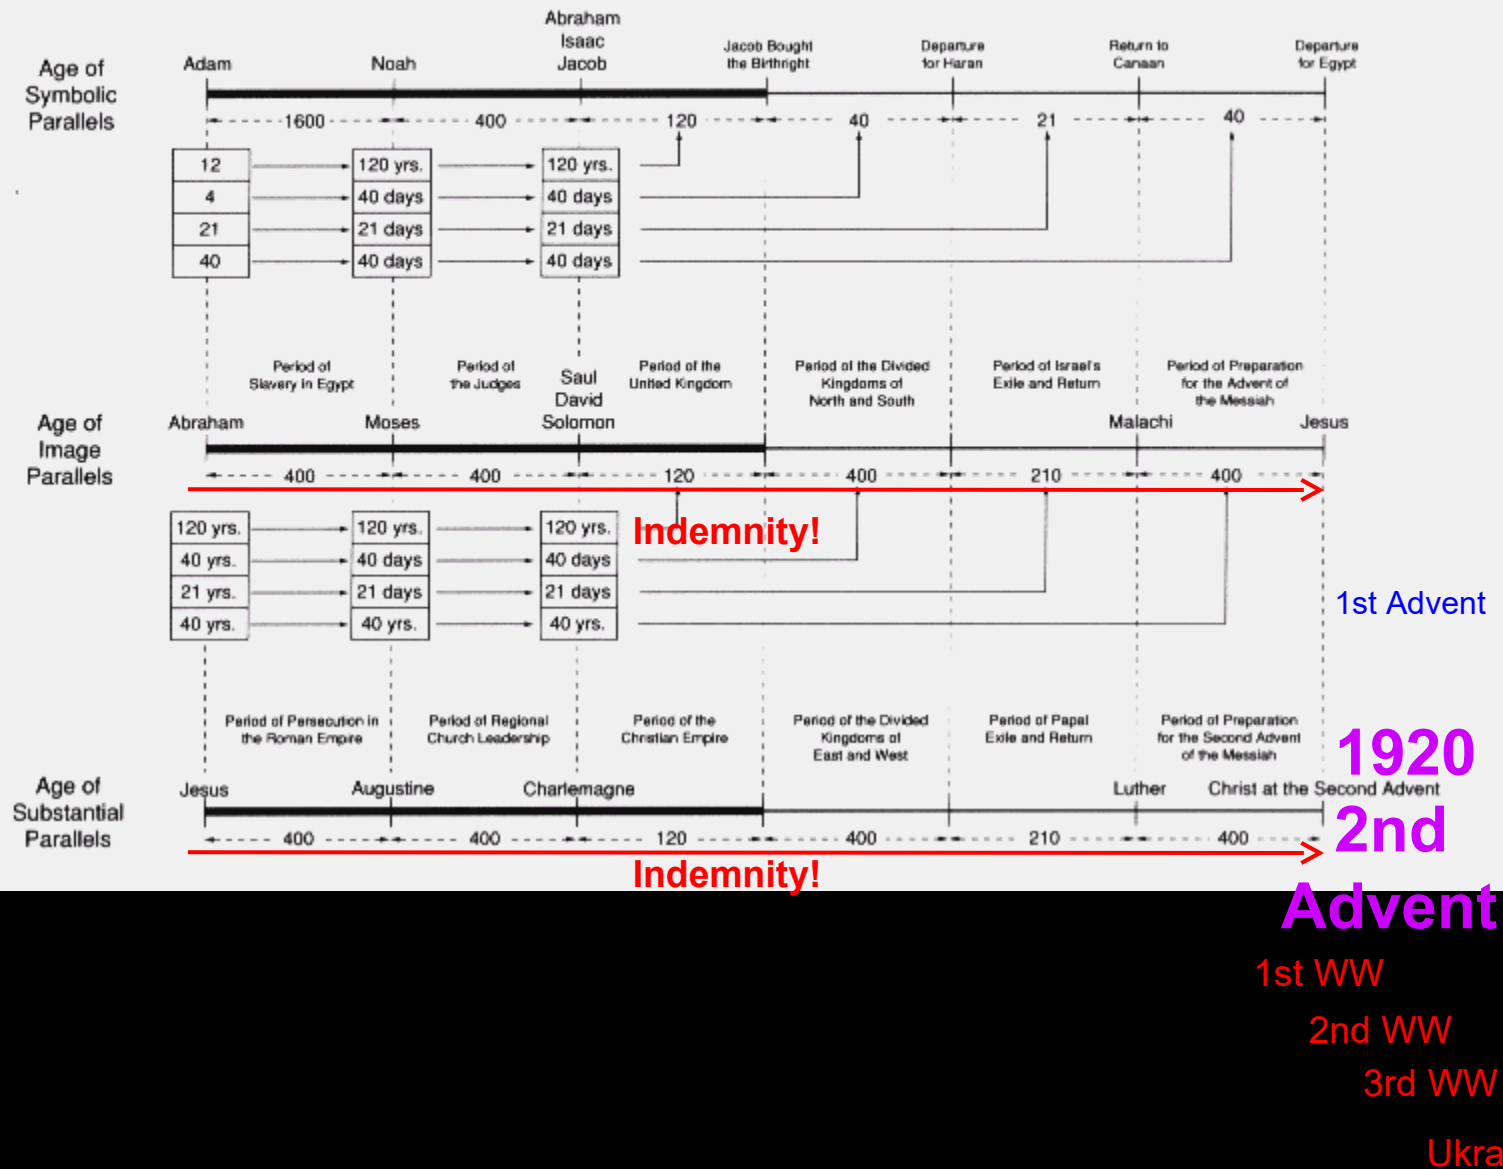 Abraham
Isaac
Jacob
Adam
Noah
Jacob Bought
the Birthright
Departure
for Haran
Return to
Canaan
Departure
for Egypt
Age of
Symbolic
Parallels
1600 400 120 40 21 40
12 120 yrs. 120 yrs.
4 40 days 40 days
21 21 days 21 days
40 40 days 40 days
Period of
Slavery in Egypt
Period of
the Judges
Saul
David
Solomon
Period of the
United Kingdom
Period of the Divided
Kingdoms of
North and South
Period of Israel's
Exile and Return
Period of Preparation
for the Advent of
the Messiah
Age of
Image
Parallels
Abraham
Moses
Malachi
Jesus
400 400 120 400 210 400
Indemnity!
120 yrs. 120 yrs. 120 yrs.
40 yrs. 40 days 40 days
21 yrs. 21 days 21 days
40 yrs. 40 yrs. 40 yrs.
1st Advent
Period of Persecution in
the Roman Empire
Period of Regional
Church Leadership
Period of the
Christian Empire
Period of the Divided
Kingdoms of
East and West
Period of Papal
Exile and Return
Period of Preparation
for the Second Advent
of the Messiah
Age of
Substantial
Parallels
Jesus
Augustine
Charlemagne
Luther
Christ at the Second Advent
400 400 120 400 210 400
Indemnity!
1920
2nd
Advent
1st WW
2nd WW
3rd WW
Ukra